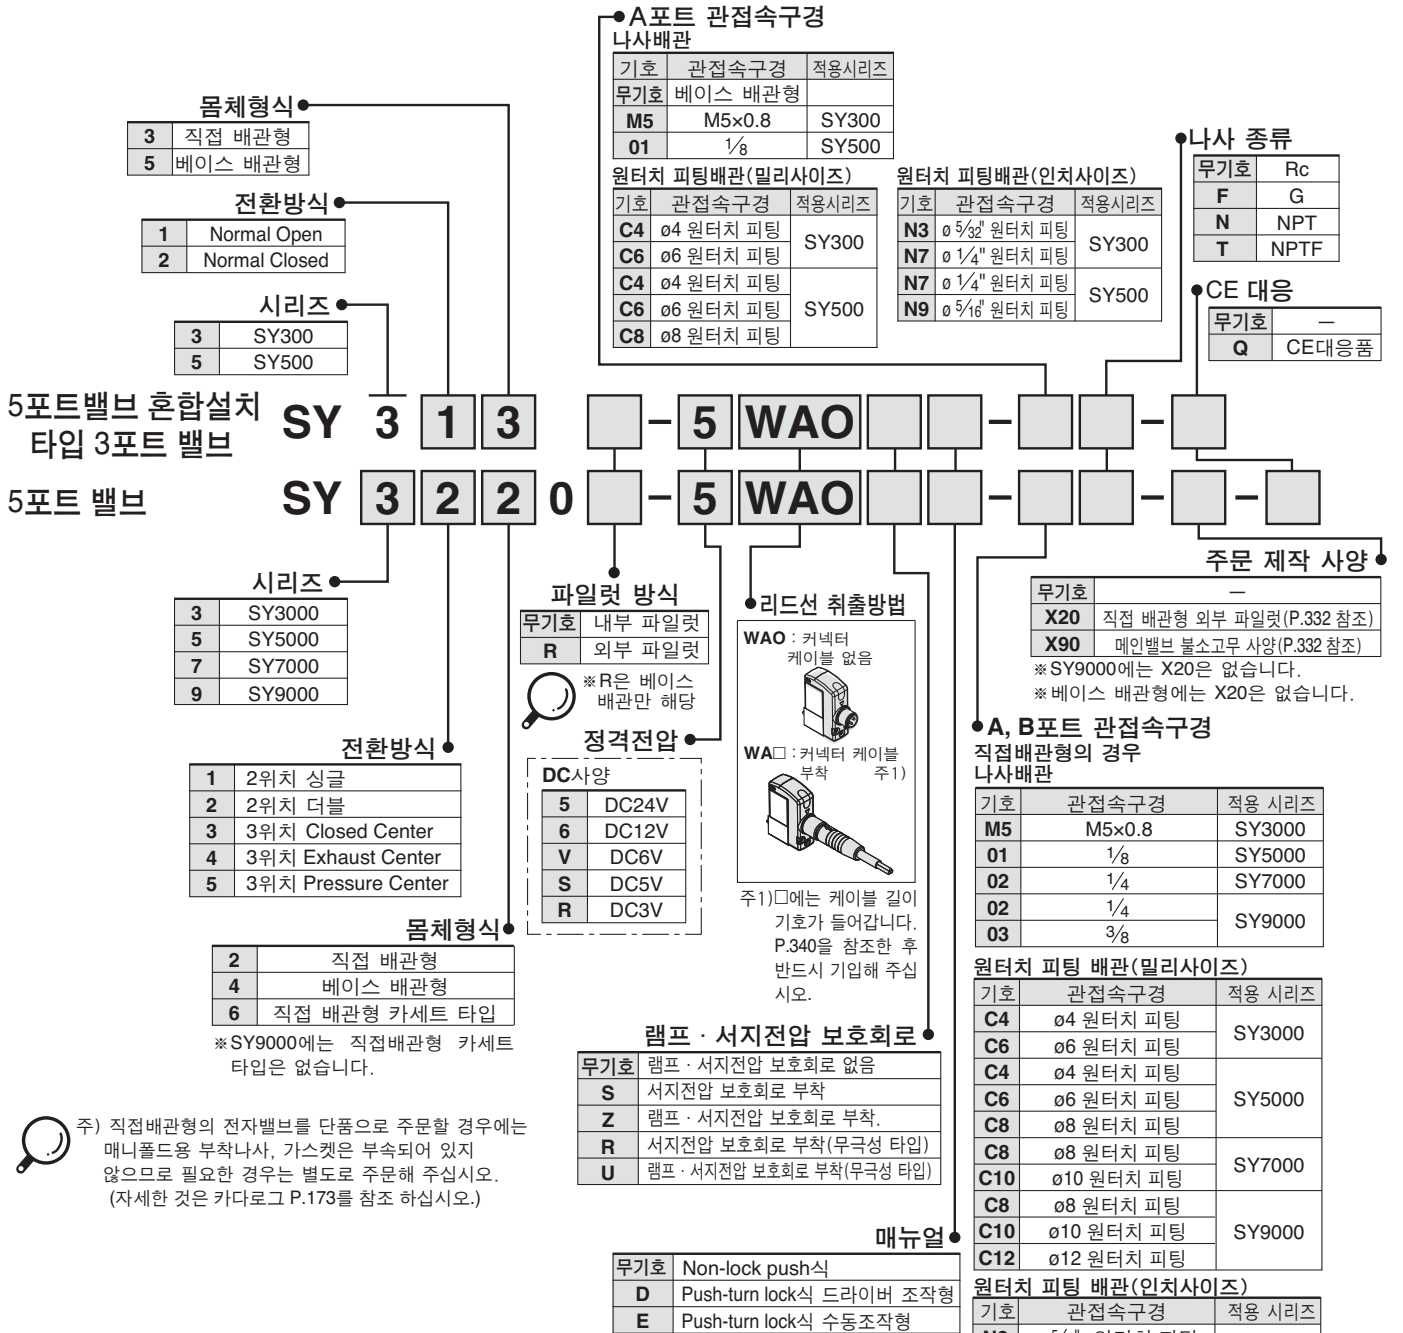 A포트 관접속구경
나사배관
기호 관접속구경 적용시리즈
무기호 베이스 배관형
M5 M5×0.8 SY300
01 1/8 SY500
원터치 피팅배관(밀리사이즈)
기호 관접속구경 적용시리즈
C4 ø4 원터치 피팅 SY300
C6 ø6 원터치 피팅
C4 ø4 원터치 피팅 SY500
C6 ø6 원터치 피팅
C8 ø8 원터치 피팅
원터치 피팅배관(인치사이즈)
기호 관접속구경 적용시리즈
N3 ø 5/32" 원터치 피팅 SY300
N7 ø 1/4" 원터치 피팅
N7 ø 1/4" 원터치 피팅 SY500
N9 ø 5/16" 원터치 피팅
나사 종류
무기호 Rc
F G
N NPT
T NPTF
CE 대응
무기호 —
Q CE대응품
몸체형식
3 직접 배관형
5 베이스 배관형
전환방식
1 Normal Open
2 Normal Closed
시리즈
3 SY300
5 SY500
5포트밸브 혼합설치
타입 3포트 밸브
SY 3 1 3 – 5 WAO – –
5포트 밸브
SY 3 2 2 0 – 5 WAO – – –
시리즈
3 SY3000
5 SY5000
7 SY7000
9 SY9000
전환방식
1 2위치 싱글
2 2위치 더블
3 3위치 Closed Center
4 3위치 Exhaust Center
5 3위치 Pressure Center
몸체형식
2 직접 배관형
4 베이스 배관형
6 직접 배관형 카세트 타입
※SY9000에는 직접배관형 카세트
타입은 없습니다.
주) 직접배관형의 전자밸브를 단품으로 주문할 경우에는
매니폴드용 부착나사, 가스켓은 부속되어 있지
않으므로 필요한 경우는 별도로 주문해 주십시오.
(자세한 것은 카다로그 P.173를 참조 하십시오.)
파일럿 방식
무기호 내부 파일럿
R 외부 파일럿
※R은 베이스
배관만 해당
정격전압
DC사양
5 DC24V
6 DC12V
V DC6V
S DC5V
R DC3V
리드선 취출방법
WAO : 커넥터
케이블 없음
WA□ : 커넥터 케이블
부착 주1)
주1)□에는 케이블 길이
기호가 들어갑니다.
P.340을 참조한 후
반드시 기입해 주십
시오.
램프 · 서지전압 보호회로
무기호 램프 · 서지전압 보호회로 없음
S 서지전압 보호회로 부착
Z 램프 · 서지전압 보호회로 부착.
R 서지전압 보호회로 부착(무극성 타입)
U 램프 · 서지전압 보호회로 부착(무극성 타입)
매뉴얼
무기호 Non-lock push식
D Push-turn lock식 드라이버 조작형
E Push-turn lock식 수동조작형
주문 제작 사양
무기호 —
X20 직접 배관형 외부 파일럿(P.332 참조)
X90 메인밸브 불소고무 사양(P.332 참조)
※SY9000에는 X20은 없습니다.
※베이스 배관형에는 X20은 없습니다.
A, B포트 관접속구경
직접배관형의 경우
나사배관
기호 관접속구경 적용 시리즈
M5 M5×0.8 SY3000
01 1/8 SY5000
02 1/4 SY7000
02 1/4 SY9000
03 3/8
원터치 피팅 배관(밀리사이즈)
기호 관접속구경 적용 시리즈
C4 ø4 원터치 피팅 SY3000
C6 ø6 원터치 피팅
C4 ø4 원터치 피팅 SY5000
C6 ø6 원터치 피팅
C8 ø8 원터치 피팅
C8 ø8 원터치 피팅 SY7000
C10 ø10 원터치 피팅
C8 ø8 원터치 피팅 SY9000
C10 ø10 원터치 피팅
C12 ø12 원터치 피팅
원터치 피팅 배관(인치사이즈)
기호 관접속구경 적용 시리즈